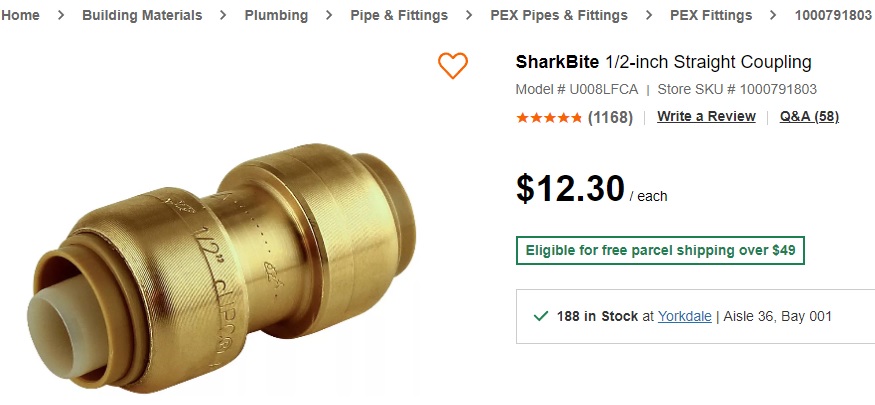 Home > Building Materials > Plumbing > Pipe & Fittings > PEX Pipes & Fittings > PEX Fittings > 1000791803
SharkBite 1/2-inch Straight Coupling
Model # U008LFCA | Store SKU # 1000791803
(1168) | Write a Review | Q&A (58)
$12.30 / each
Eligible for free parcel shipping over $49
188 in Stock at Yorkdale | Aisle 36, Bay 001
1/2"